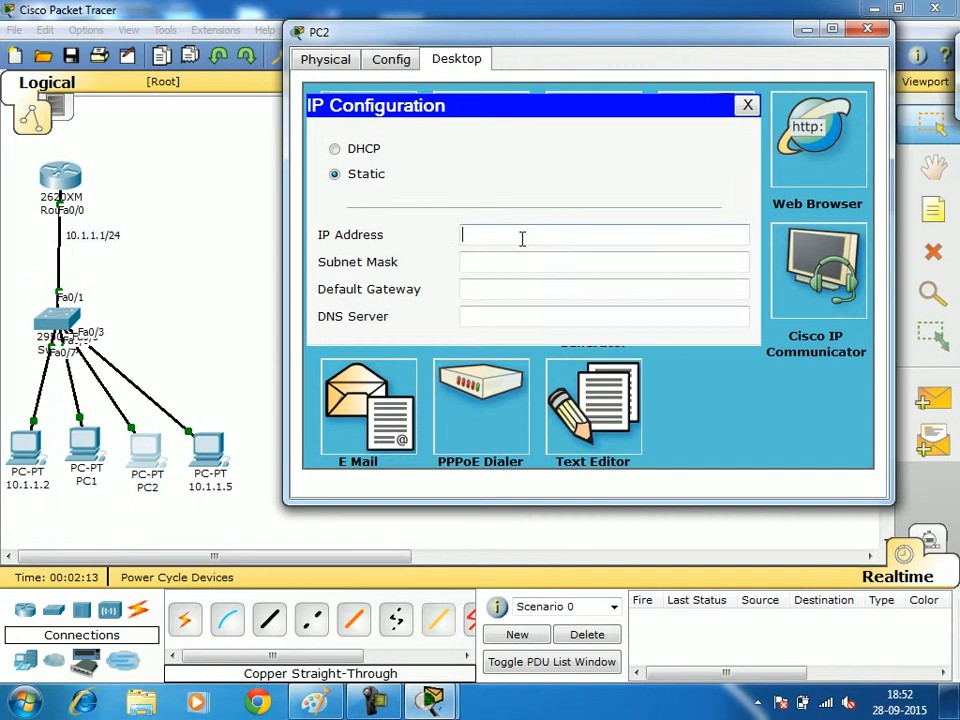 Cisco Packet Tracer
File Edit View Tools Extensions Help
Logical [Root] Viewport
PC2
Physical Config Desktop
IP Configuration X
DHCP
Static
IP Address
Subnet Mask
Default Gateway
DNS Server
http:
Web Browser
Cisco IP
Communicator
E Mail PPPoE Dialer Text Editor
2620XM
Fa0/0
10.1.1.1/24
Fa0/1
Fa0/3
Fa0/7
PC-PT
10.1.1.2
PC-PT
PC1
PC-PT
PC2
PC-PT
10.1.1.5
Time: 00:02:13 Power Cycle Devices Realtime
Connections
Copper Straight-Through
Scenario 0
New Delete
Toggle PDU List Window
Fire Last Status Source Destination Type Color
18:52
28-09-2015